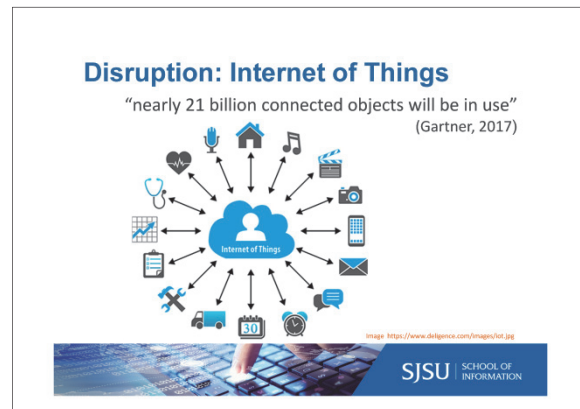 Disruption: Internet of Things
“nearly 21 billion connected objects will be in use”
(Gartner, 2017)
Internet of Things
30
Image https://www.deligence.com/images/iot.jpg
SJSU SCHOOL OF
INFORMATION